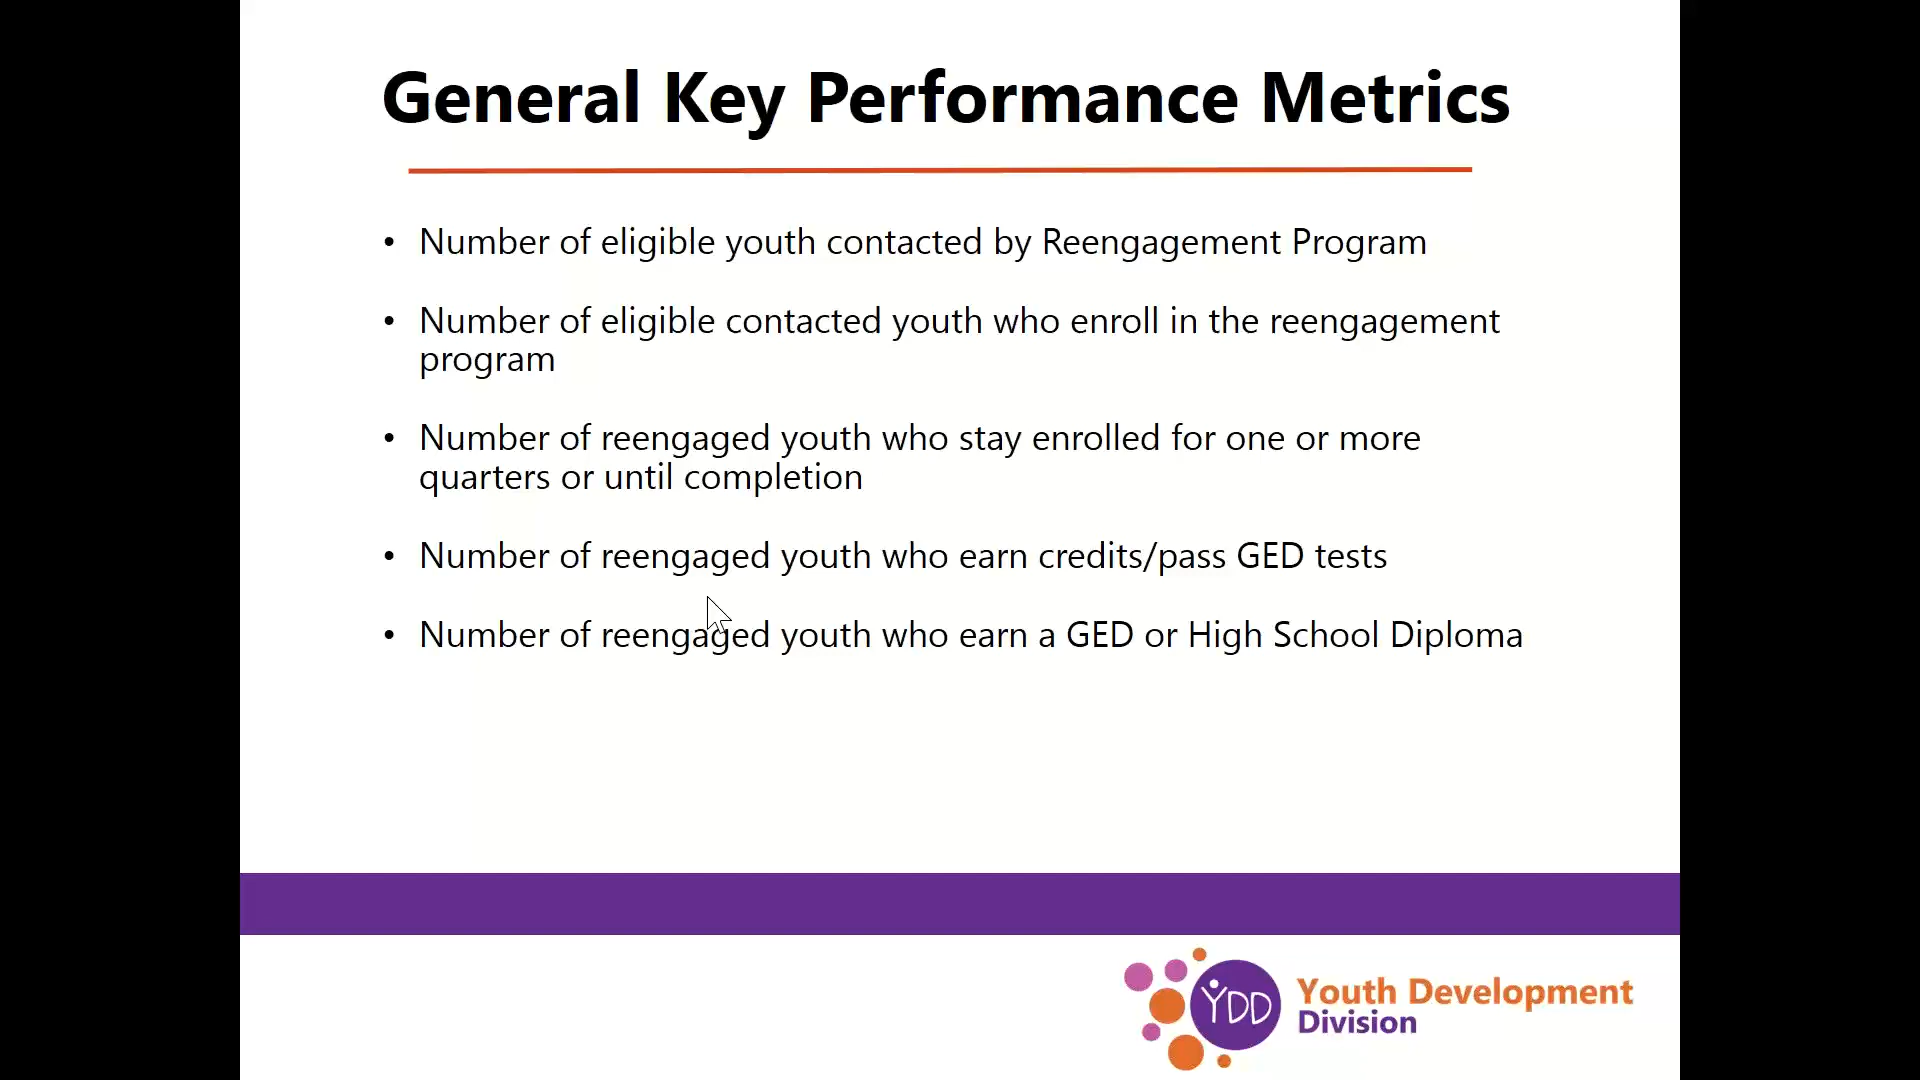 General Key Performance Metrics
• Number of eligible youth contacted by Reengagement Program
• Number of eligible contacted youth who enroll in the reengagement
program
• Number of reengaged youth who stay enrolled for one or more
quarters or until completion
• Number of reengaged youth who earn credits/pass GED tests
• Number of reengaged youth who earn a GED or High School Diploma
YDD
Youth Development
Division